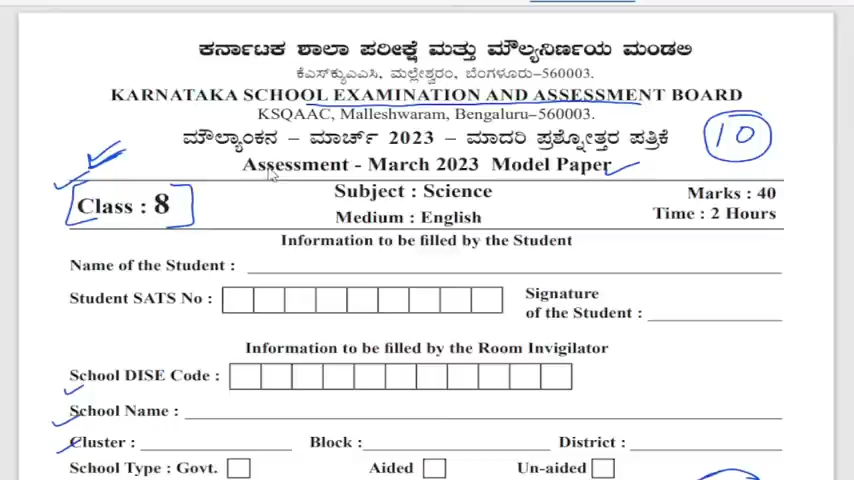 ಕರ್ನಾಟಕ ಶಾಲಾ ಪರೀಕ್ಷೆ ಮತ್ತು ಮೌಲ್ಯನಿರ್ಣಯ ಮಂಡಲಿ
ಕೆಎಸ್‌ಕ್ಯುಎಎಸಿ, ಮಲ್ಲೇಶ್ವರಂ, ಬೆಂಗಳೂರು–560003.
KARNATAKA SCHOOL EXAMINATION AND ASSESSMENT BOARD
KSQAAC, Malleshwaram, Bengaluru–560003.
ಮೌಲ್ಯಾಂಕನ – ಮಾರ್ಚ್ 2023 – ಮಾದರಿ ಪ್ರಶ್ನೋತ್ತರ ಪತ್ರಿಕೆ
10
Assessment - March 2023 Model Paper
Class : 8
Subject : Science
Medium : English
Marks : 40
Time : 2 Hours
Information to be filled by the Student
Name of the Student :
Student SATS No :
Signature
of the Student :
Information to be filled by the Room Invigilator
School DISE Code :
School Name :
Cluster : Block : District :
School Type : Govt. Aided Un-aided